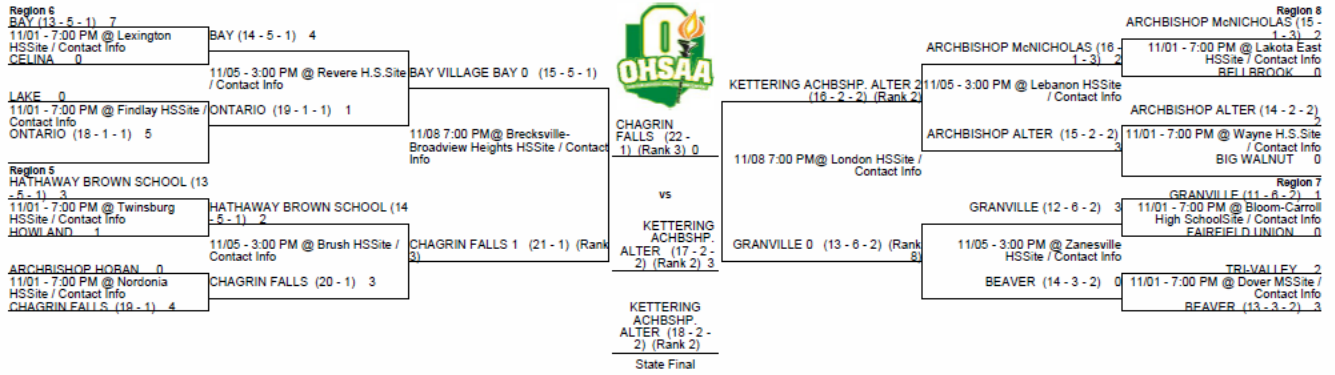 Region 6
BAY (13 - 5 - 1) 7
11/01 - 7:00 PM @ Lexington
HSSite / Contact Info
CELINA 0
LAKE 0
11/01 - 7:00 PM @ Findlay HSSite /
Contact Info
ONTARIO (18 - 1 - 1) 5
Region 5
HATHAWAY BROWN SCHOOL (13
- 5 - 1) 3
11/01 - 7:00 PM @ Twinsburg
HSSite / Contact Info
HOWLAND 1
ARCHBISHOP HOBAN 0
11/01 - 7:00 PM @ Nordonia
HSSite / Contact Info
CHAGRIN FALLS (19 - 1) 4
BAY (14 - 5 - 1) 4
11/05 - 3:00 PM @ Revere H.S.Site
/ Contact Info
ONTARIO (19 - 1 - 1) 1
HATHAWAY BROWN SCHOOL (14
- 5 - 1) 2
11/05 - 3:00 PM @ Brush HSSite /
Contact Info
CHAGRIN FALLS (20 - 1) 3
BAY VILLAGE BAY 0 (15 - 5 - 1)
11/08 7:00 PM@ Brecksville-
Broadview Heights HSSite / Contact
Info
CHAGRIN FALLS 1 (21 - 1) (Rank
3)
OHSAA
CHAGRIN
FALLS (22 -
1) (Rank 3) 0
vs
KETTERING
ACHBSHP.
ALTER (17 - 2 -
2) (Rank 2) 3
KETTERING
ACHBSHP.
ALTER (18 - 2 -
2) (Rank 2)
State Final
KETTERING ACHBSHP. ALTER 2
(16 - 2 - 2) (Rank 2)
11/08 7:00 PM@ London HSSite /
Contact Info
GRANVILLE 0 (13 - 6 - 2) (Rank
8)
ARCHBISHOP McNICHOLAS (16 -
1 - 3) 2
11/05 - 3:00 PM @ Lebanon HSSite
/ Contact Info
ARCHBISHOP ALTER (15 - 2 - 2)
3
GRANVILLE (12 - 6 - 2) 3
11/05 - 3:00 PM @ Zanesville
HSSite / Contact Info
BEAVER (14 - 3 - 2) 0
Region 8
ARCHBISHOP McNICHOLAS (15 -
1 - 3) 2
11/01 - 7:00 PM @ Lakota East
HSSite / Contact Info
BELLBROOK 0
ARCHBISHOP ALTER (14 - 2 - 2)
2
11/01 - 7:00 PM @ Wayne H.S.Site
/ Contact Info
BIG WALNUT 0
Region 7
GRANVILLE (11 - 6 - 2) 1
11/01 - 7:00 PM @ Bloom-Carroll
High SchoolSite / Contact Info
FAIRFIELD UNION 0
TRI-VALLEY 2
11/01 - 7:00 PM @ Dover MSSite /
Contact Info
BEAVER (13 - 3 - 2) 3